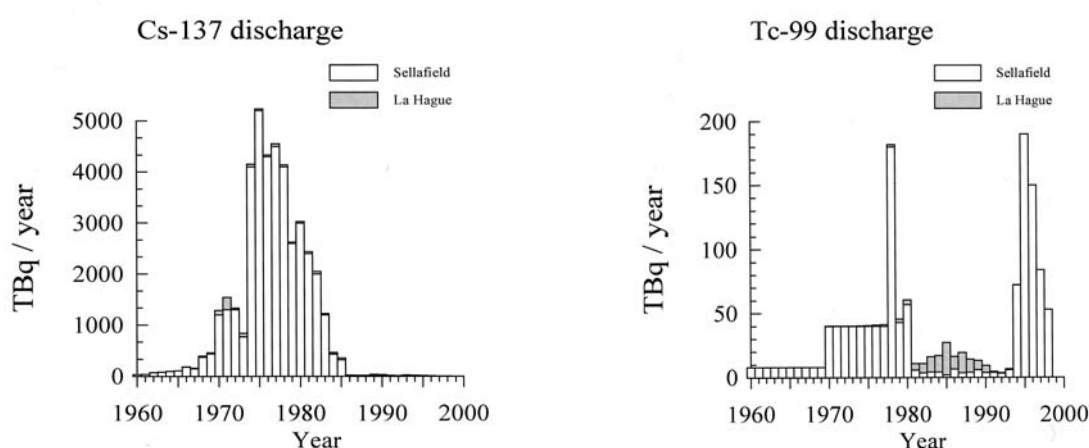 Cs-137 discharge
Sellafield
La Hague
5000
4000
3000
2000
1000
0
TBq / year
1960 1970 1980 1990 2000
Year
Tc-99 discharge
Sellafield
La Hague
200
150
100
50
0
TBq / year
1960 1970 1980 1990 2000
Year